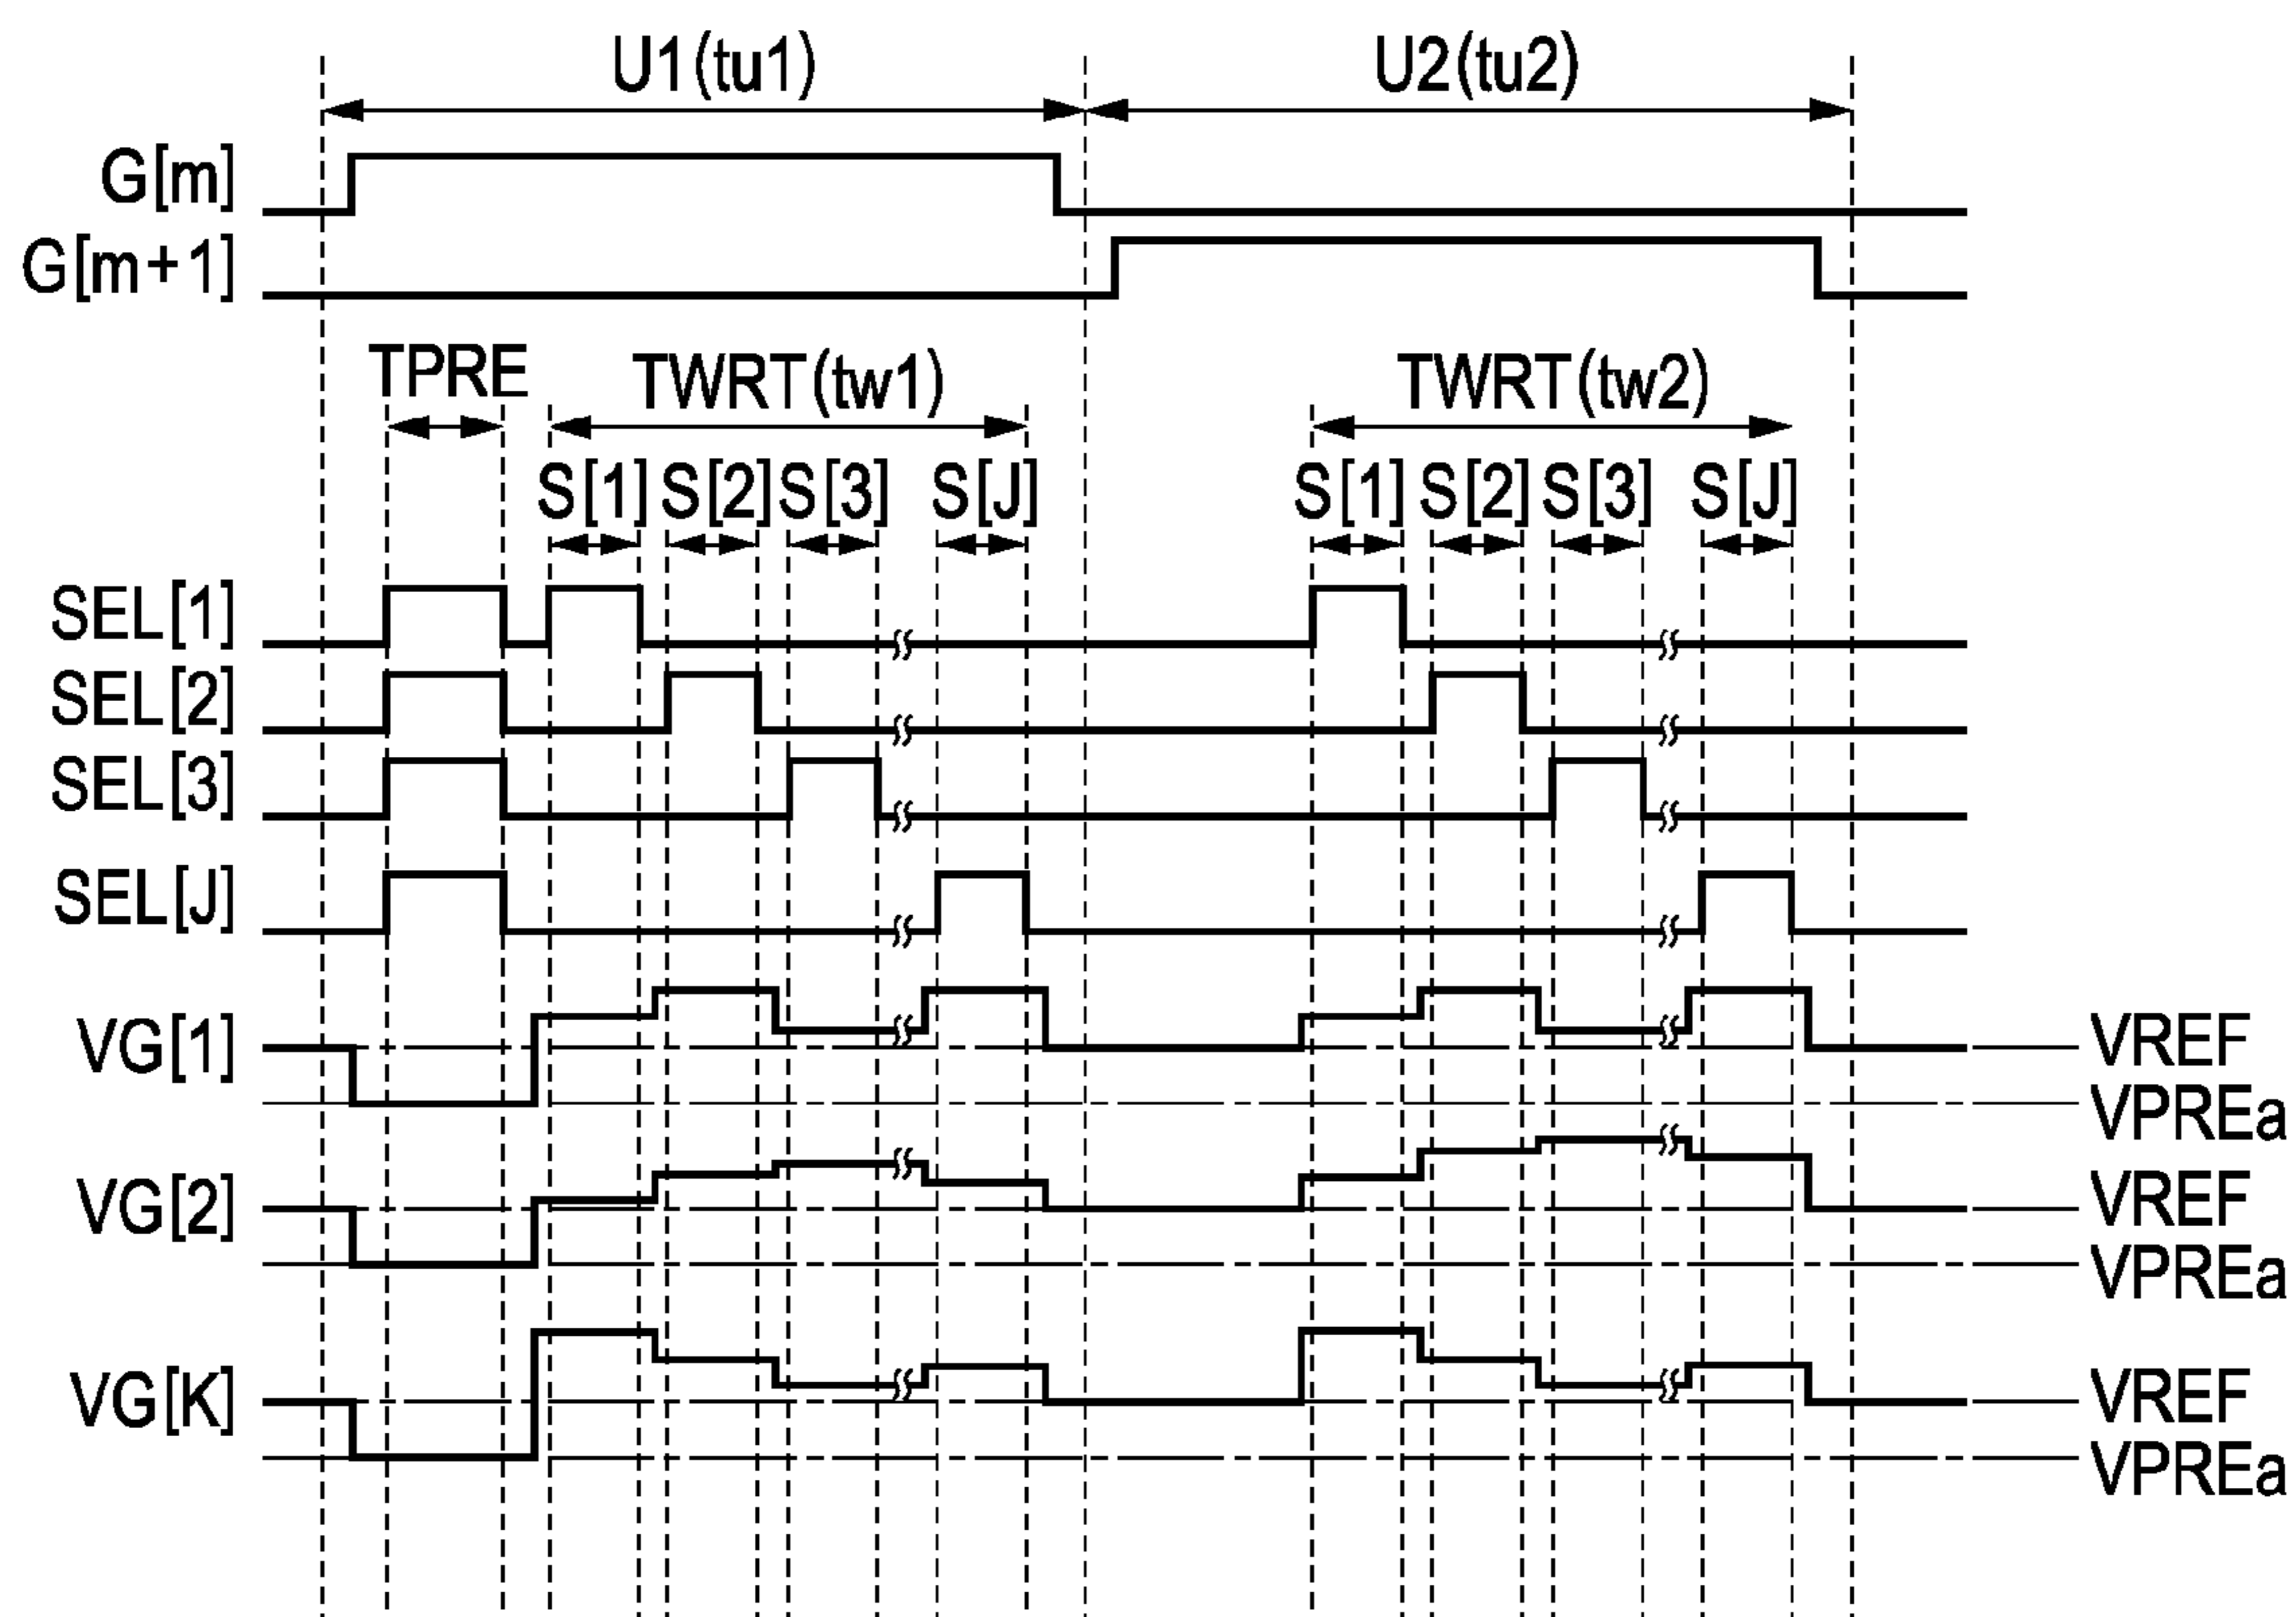 U1(tu1) U2(tu2)
G[m]
G[m+1]
TPRE TWRT(tw1) TWRT(tw2)
S[1] S[2] S[3] S[J] S[1] S[2] S[3] S[J]
SEL[1]
SEL[2]
SEL[3]
SEL[J]
VG[1] VREF
VPREa
VG[2] VREF
VPREa
VG[K] VREF
VPREa